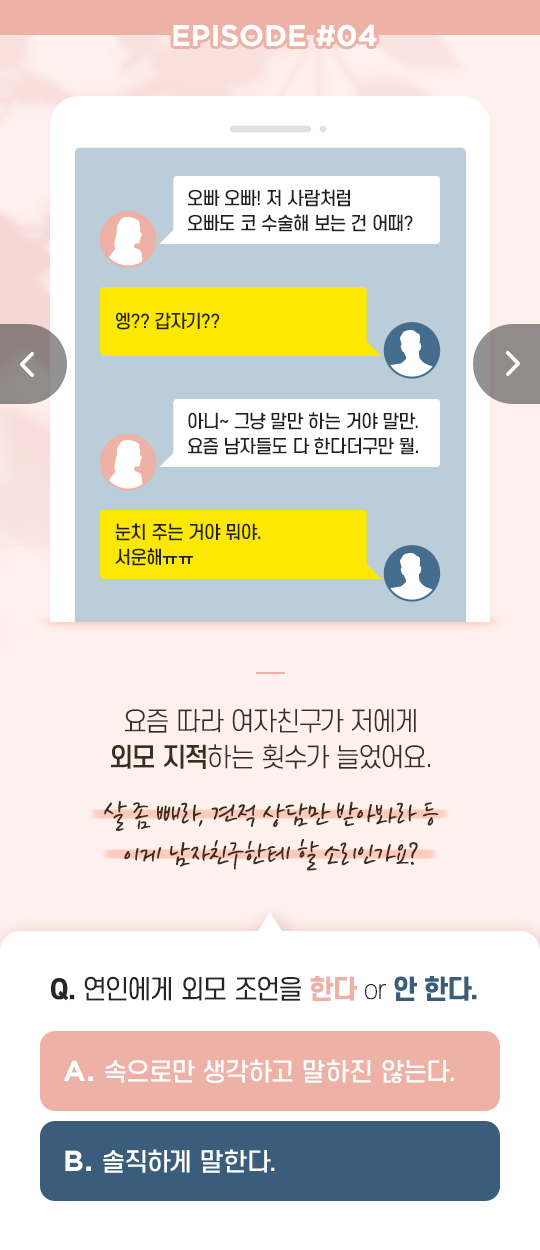 EPISODE #04
오빠 오빠! 저 사람처럼
오빠도 코 수술해 보는 건 어때?
엥?? 갑자기??
아니~ 그냥 말만 하는 거야 말만.
요즘 남자들도 다 한다더구만 뭘.
눈치 주는 거야 뭐야.
서운해ㅠㅠ
요즘 따라 여자친구가 저에게
외모 지적하는 횟수가 늘었어요.
살 좀 빼라, 견적 상담만 받아봐라 등
이게 남자친구한테 할 소리인가요?
Q. 연인에게 외모 조언을 한다 or 안 한다.
A. 속으로만 생각하고 말하진 않는다.
B. 솔직하게 말한다.